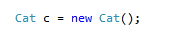 Cat c = new Cat();